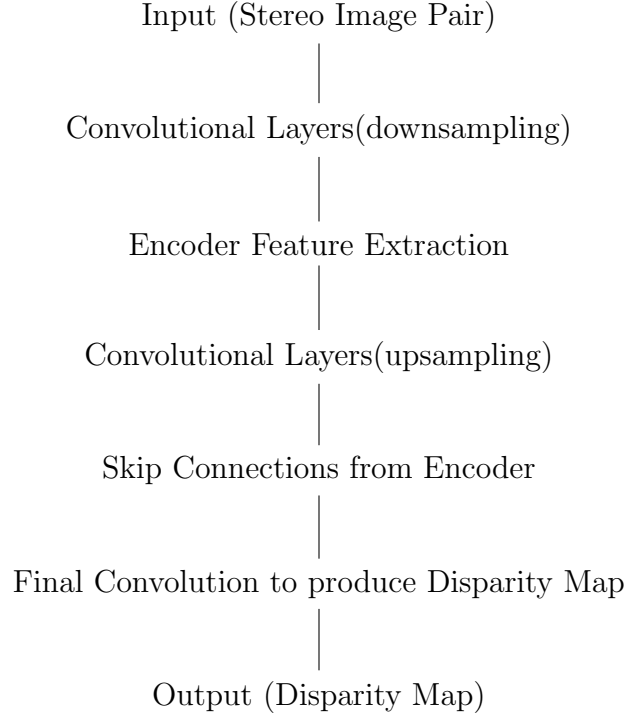 Input (Stereo Image Pair)
Convolutional Layers(downsampling)
Encoder Feature Extraction
Convolutional Layers(upsampling)
Skip Connections from Encoder
Final Convolution to produce Disparity Map
Output (Disparity Map)